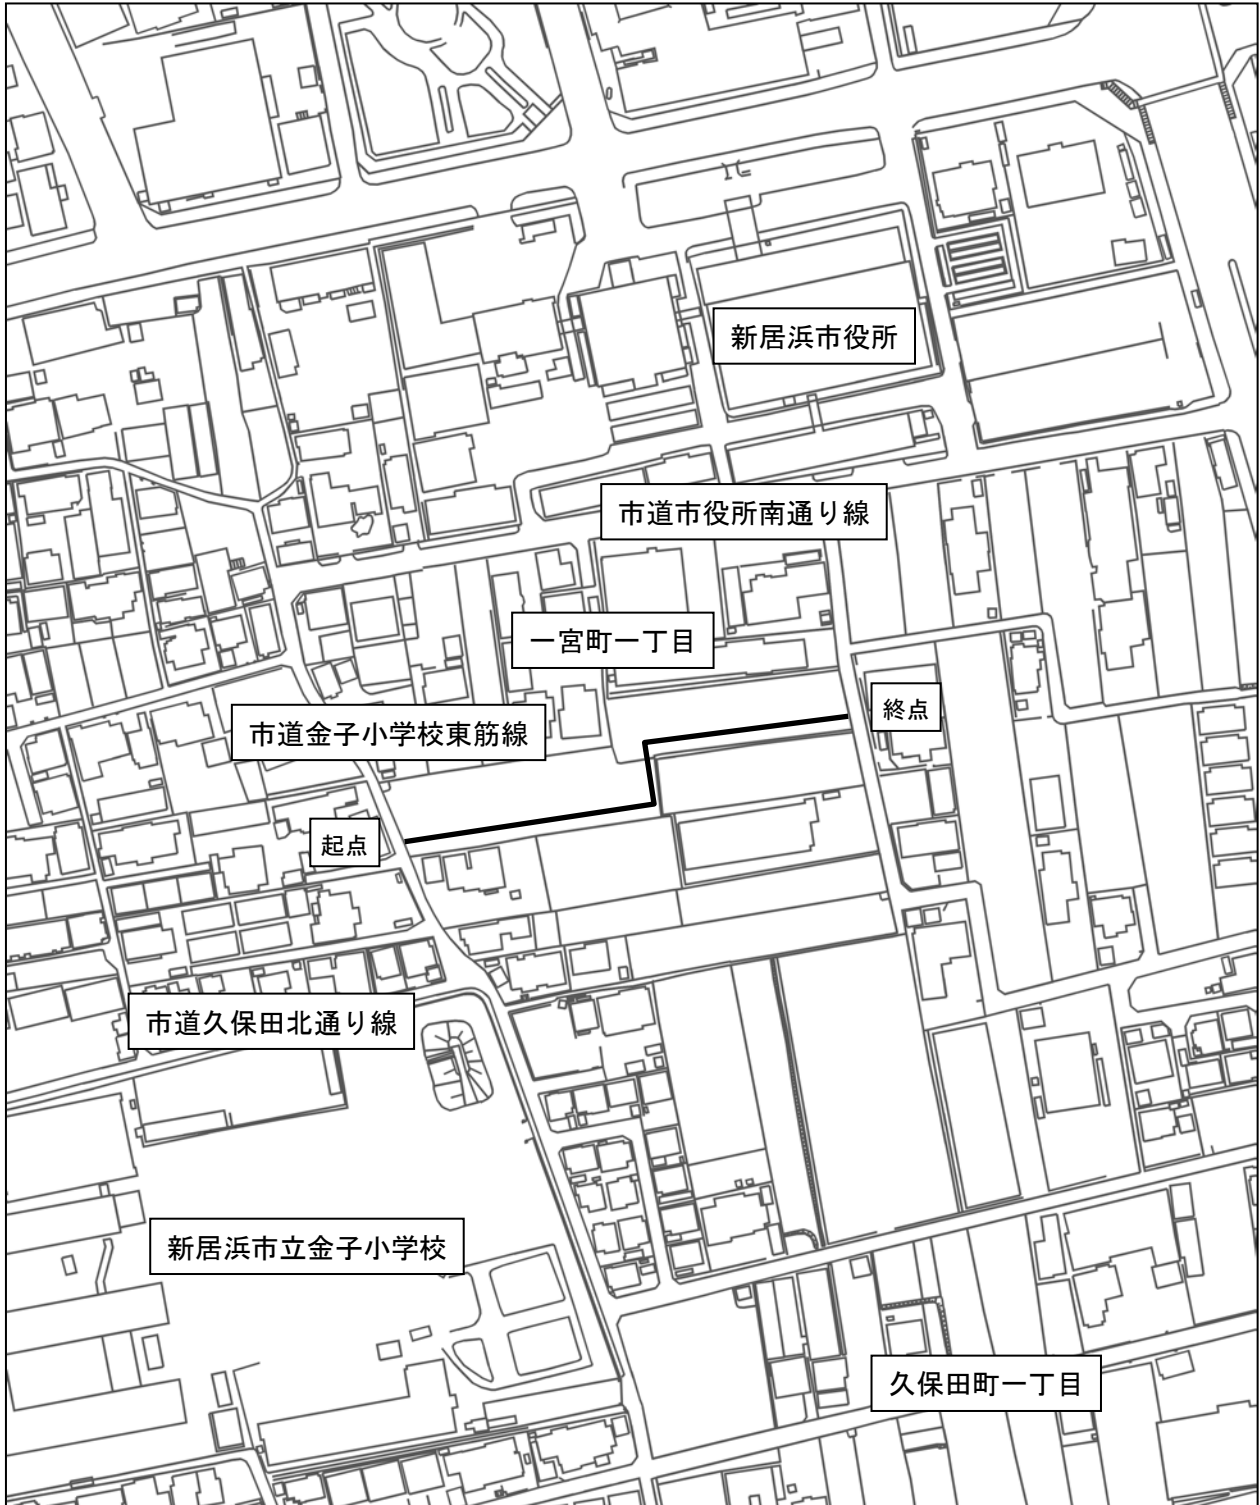 新居浜市役所
市道市役所南通り線
一宮町一丁目
終点
市道金子小学校東筋線
起点
市道久保田北通り線
新居浜市立金子小学校
久保田町一丁目